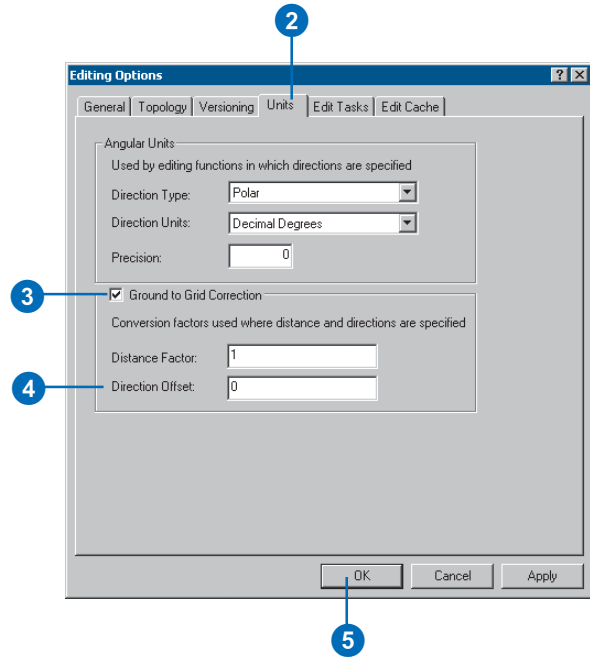 2
Editing Options
? X
General Topology Versioning Units Edit Tasks Edit Cache
Angular Units
Used by editing functions in which directions are specified
Direction Type: Polar
Direction Units: Decimal Degrees
Precision: 0
3
Ground to Grid Correction
Conversion factors used where distance and directions are specified
Distance Factor: 1
4
Direction Offset: 0
OK Cancel Apply
5